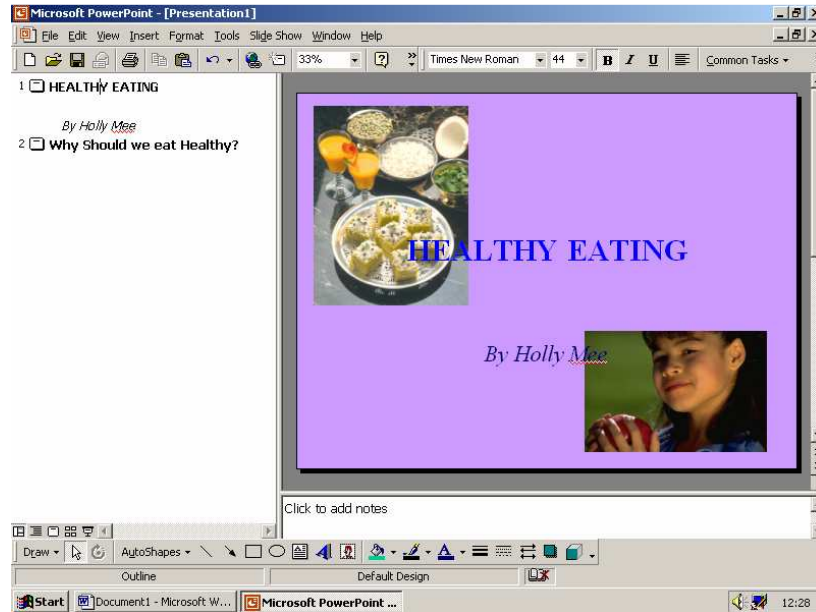 Microsoft PowerPoint - [Presentation1]
File Edit View Insert Format Tools Slide Show Window Help
33% Times New Roman 44 B I U Common Tasks
1 HEALTHY EATING
By Holly Mee
2 Why Should we eat Healthy?
HEALTHY EATING
By Holly Mee
Click to add notes
Draw AutoShapes
Outline Default Design
Start Document1 - Microsoft W... Microsoft PowerPoint ... 12:28